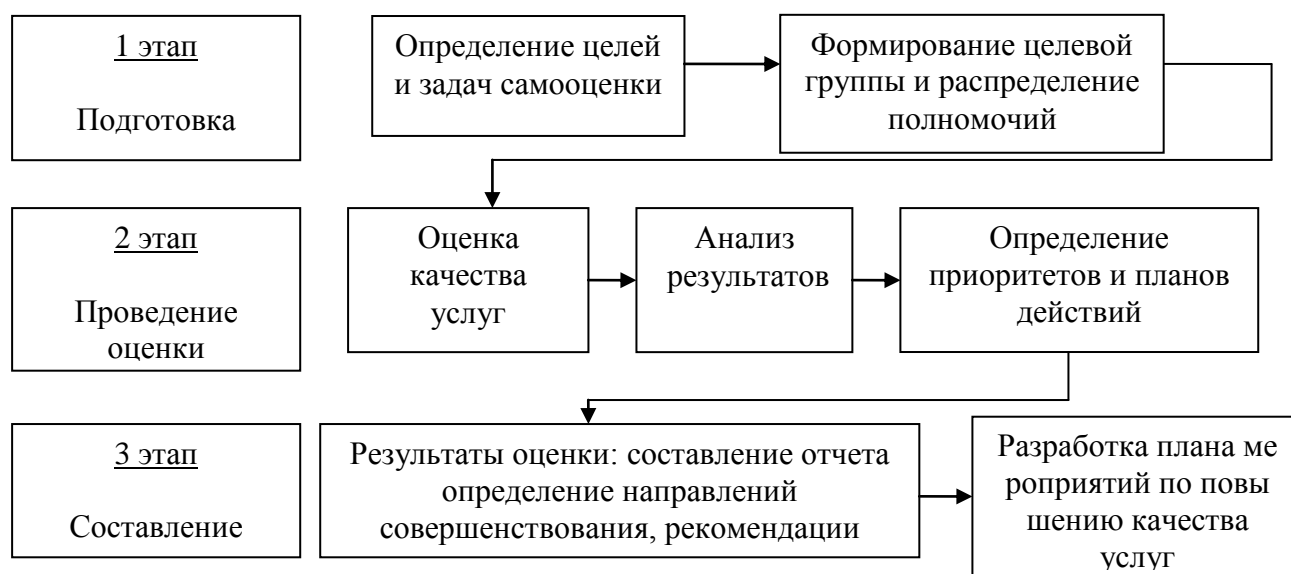 1 этап
Подготовка
Определение целей
и задач самооценки
Формирование целевой
группы и распределение
полномочий
2 этап
Проведение
оценки
Оценка
качества
услуг
Анализ
результатов
Определение
приоритетов и планов
действий
3 этап
Составление
Результаты оценки: составление отчета
определение направлений
совершенствования, рекомендации
Разработка плана ме
роприятий по повы
шению качества
услуг